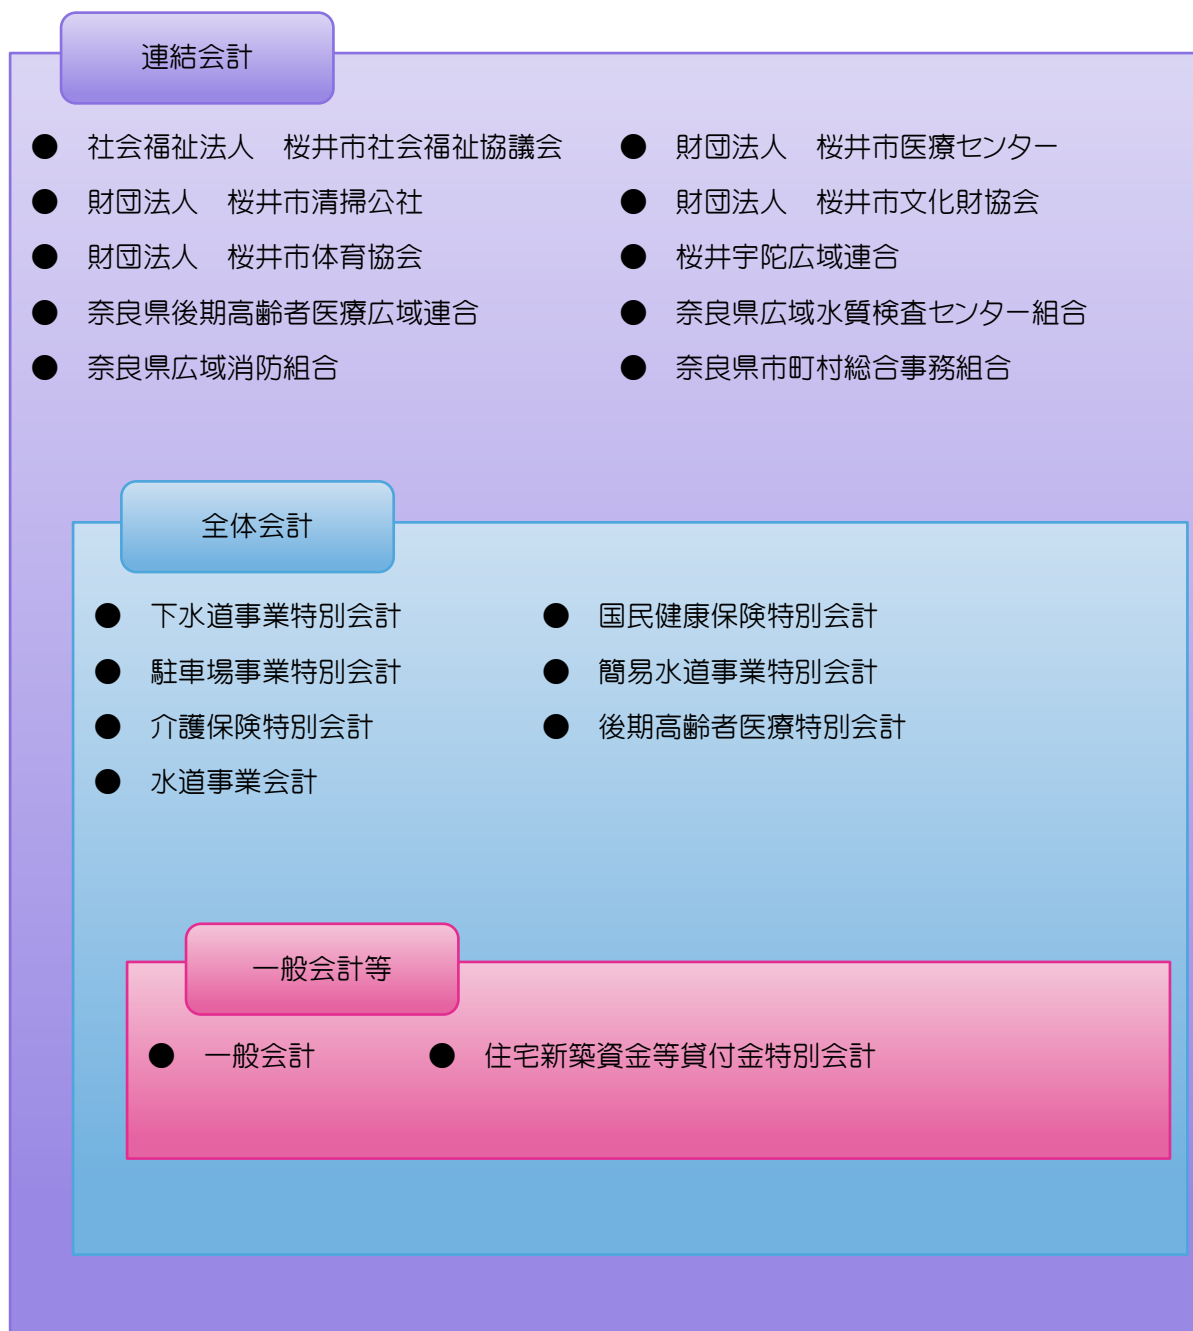 連結会計
● 社会福祉法人　桜井市社会福祉協議会　● 財団法人　桜井市医療センター
● 財団法人　桜井市清掃公社　● 財団法人　桜井市文化財協会
● 財団法人　桜井市体育協会　● 桜井宇陀広域連合
● 奈良県後期高齢者医療広域連合　● 奈良県広域水質検査センター組合
● 奈良県広域消防組合　● 奈良県市町村総合事務組合
全体会計
● 下水道事業特別会計　● 国民健康保険特別会計
● 駐車場事業特別会計　● 簡易水道事業特別会計
● 介護保険特別会計　● 後期高齢者医療特別会計
● 水道事業会計
一般会計等
● 一般会計　● 住宅新築資金等貸付金特別会計